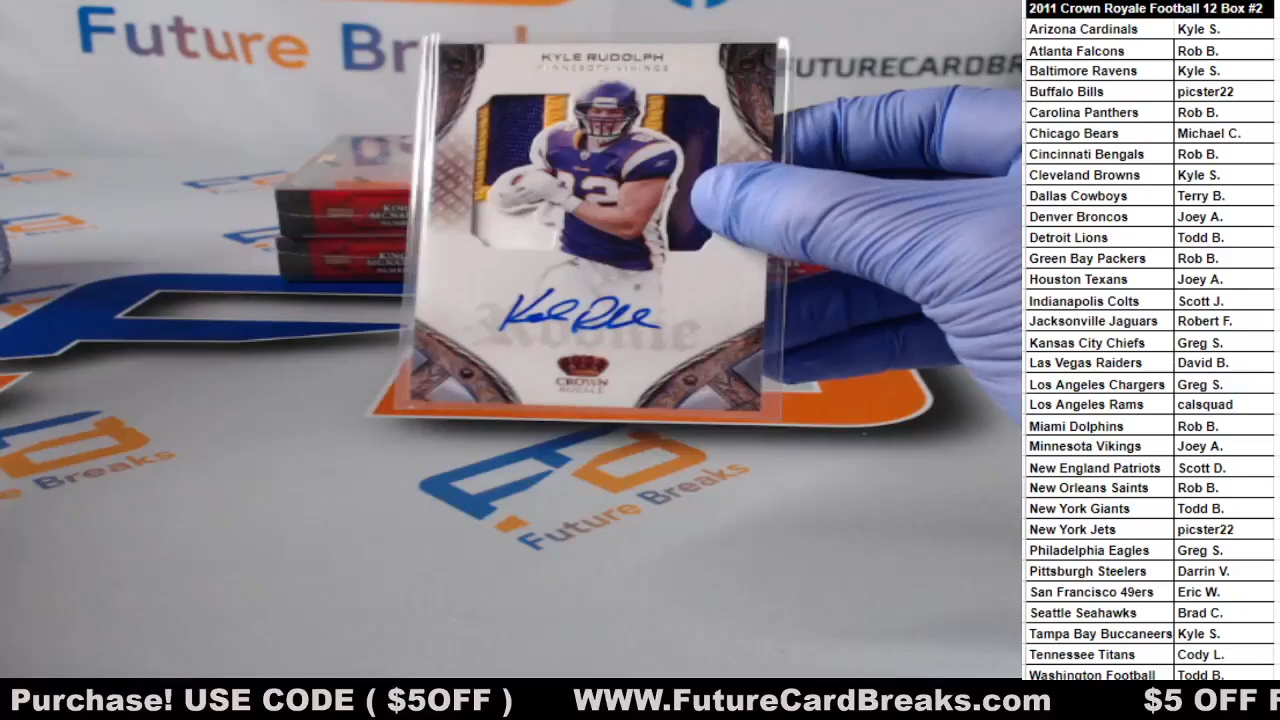 Future Br
FUTURECARDBR
KYLE RUDOLPH
MINNESOTA VIKINGS
Rookie
CROWN
ROYALE
Future Breaks
Breaks
2011 Crown Royale Football 12 Box #2
Arizona Cardinals Kyle S.
Atlanta Falcons Rob B.
Baltimore Ravens Kyle S.
Buffalo Bills picster22
Carolina Panthers Rob B.
Chicago Bears Michael C.
Cincinnati Bengals Rob B.
Cleveland Browns Kyle S.
Dallas Cowboys Terry B.
Denver Broncos Joey A.
Detroit Lions Todd B.
Green Bay Packers Rob B.
Houston Texans Joey A.
Indianapolis Colts Scott J.
Jacksonville Jaguars Robert F.
Kansas City Chiefs Greg S.
Las Vegas Raiders David B.
Los Angeles Chargers Greg S.
Los Angeles Rams calsquad
Miami Dolphins Rob B.
Minnesota Vikings Joey A.
New England Patriots Scott D.
New Orleans Saints Rob B.
New York Giants Todd B.
New York Jets picster22
Philadelphia Eagles Greg S.
Pittsburgh Steelers Darrin V.
San Francisco 49ers Eric W.
Seattle Seahawks Brad C.
Tampa Bay Buccaneers Kyle S.
Tennessee Titans Cody L.
Washington Football Todd B.
Purchase! USE CODE ( $5OFF ) WWW.FutureCardBreaks.com $5 OFF